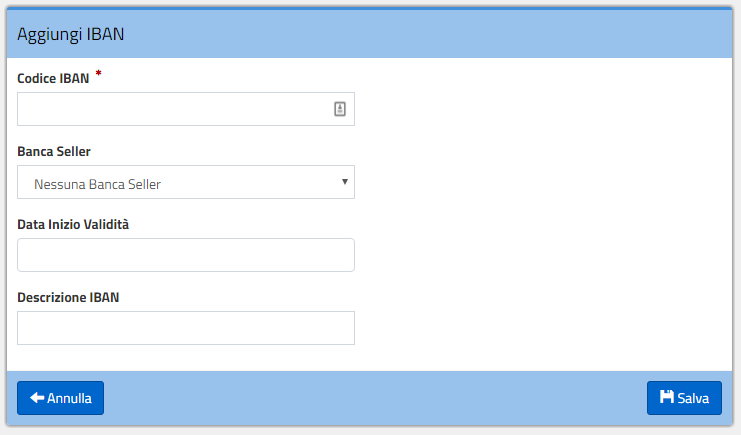 Aggiungi IBAN
Codice IBAN *
Banca Seller
Nessuna Banca Seller
Data Inizio Validità
Descrizione IBAN
Annulla
Salva